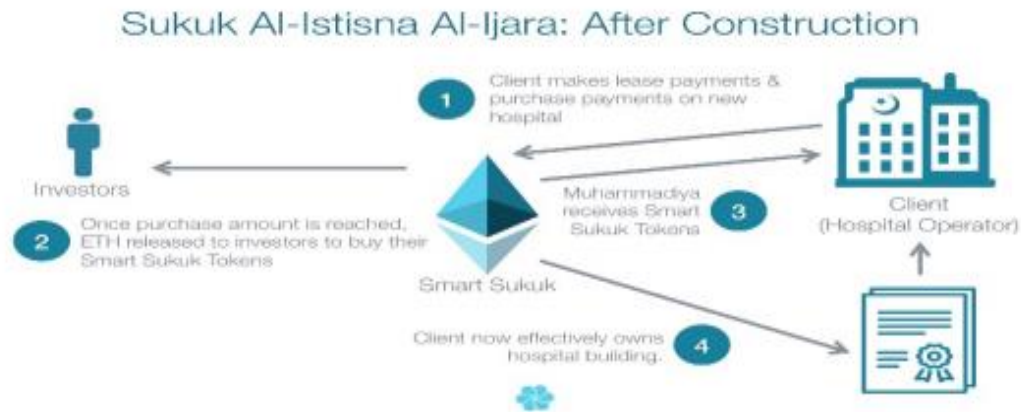 Sukuk Al-Istisna Al-Ijara: After Construction
1
Client makes lease payments &
purchase payments on new
hospital
Investors
2
Once purchase amount is reached,
ETH released to investors to buy their
Smart Sukuk Tokens
Smart Sukuk
Muhammadiya
receives Smart
Sukuk Tokens
3
Client
(Hospital Operator)
Client now effectively owns
hospital building.
4